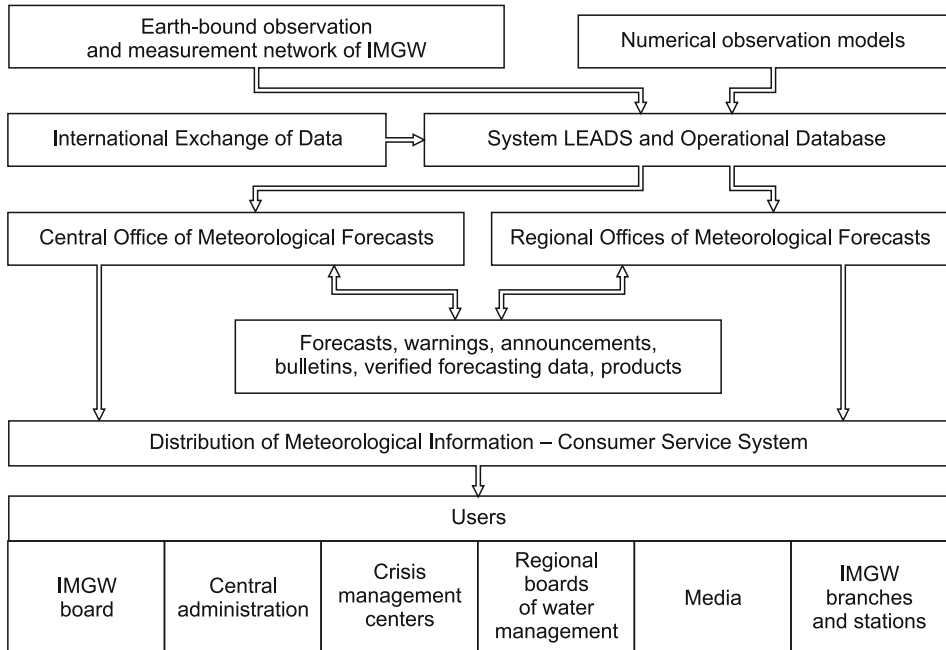 Earth-bound observation
and measurement network of IMGW
Numerical observation models
International Exchange of Data
System LEADS and Operational Database
Central Office of Meteorological Forecasts
Regional Offices of Meteorological Forecasts
Forecasts, warnings, announcements,
bulletins, verified forecasting data, products
Distribution of Meteorological Information – Consumer Service System
Users
IMGW
board
Central
administration
Crisis
management
centers
Regional
boards
of water
management
Media
IMGW
branches
and stations